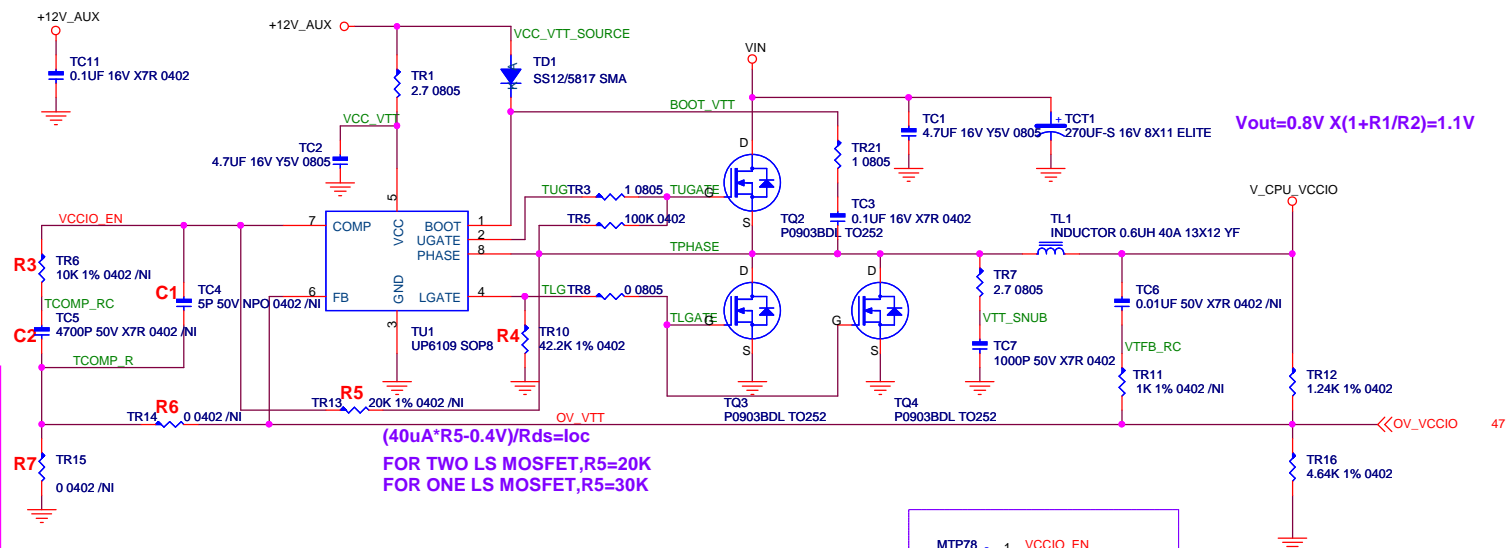 +12V_AUX
TC11
0.1UF 16V X7R 0402
+12V_AUX
VCC_VTT_SOURCE
TR1
2.7 0805
TD1
SS12/5817 SMA
VCC_VTT
TC2
4.7UF 16V Y5V 0805
VIN
BOOT_VTT
TC1
4.7UF 16V Y5V 0805
+
TCT1
270UF-S 16V 8X11 ELITE
Vout=0.8V X(1+R1/R2)=1.1V
TR21
1 0805
TC3
0.1UF 16V X7R 0402
D
G
S
TQ2
P0903BDL TO252
TUG
TR3
1 0805
TUGATE
TR5
100K 0402
TPHASE
V_CPU_VCCIO
TL1
INDUCTOR 0.6UH 40A 13X12 YF
VCCIO_EN
7
COMP
5
VCC
BOOT
1
UGATE
2
PHASE
8
6
FB
GND
3
LGATE
4
TU1
UP6109 SOP8
R3
TR6
10K 1% 0402 /NI
TCOMP_RC
C1
TC4
5P 50V NPO 0402 /NI
C2
TC5
4700P 50V X7R 0402 /NI
TCOMP_R
TLG
TR8
0 0805
R4
TR10
42.2K 1% 0402
TLGATE
D
G
S
TQ3
P0903BDL TO252
D
G
S
TQ4
P0903BDL TO252
TR7
2.7 0805
VTT_SNUB
TC7
1000P 50V X7R 0402
TC6
0.01UF 50V X7R 0402 /NI
VTFB_RC
TR11
1K 1% 0402 /NI
TR12
1.24K 1% 0402
R5
TR13
20K 1% 0402 /NI
R6
TR14
0 0402 /NI
OV_VTT
OV_VCCIO
47
R7
TR15
0 0402 /NI
TR16
4.64K 1% 0402
(40uA*R5-0.4V)/Rds=Ioc
FOR TWO LS MOSFET,R5=20K
FOR ONE LS MOSFET,R5=30K
MTP78
1
VCCIO_EN